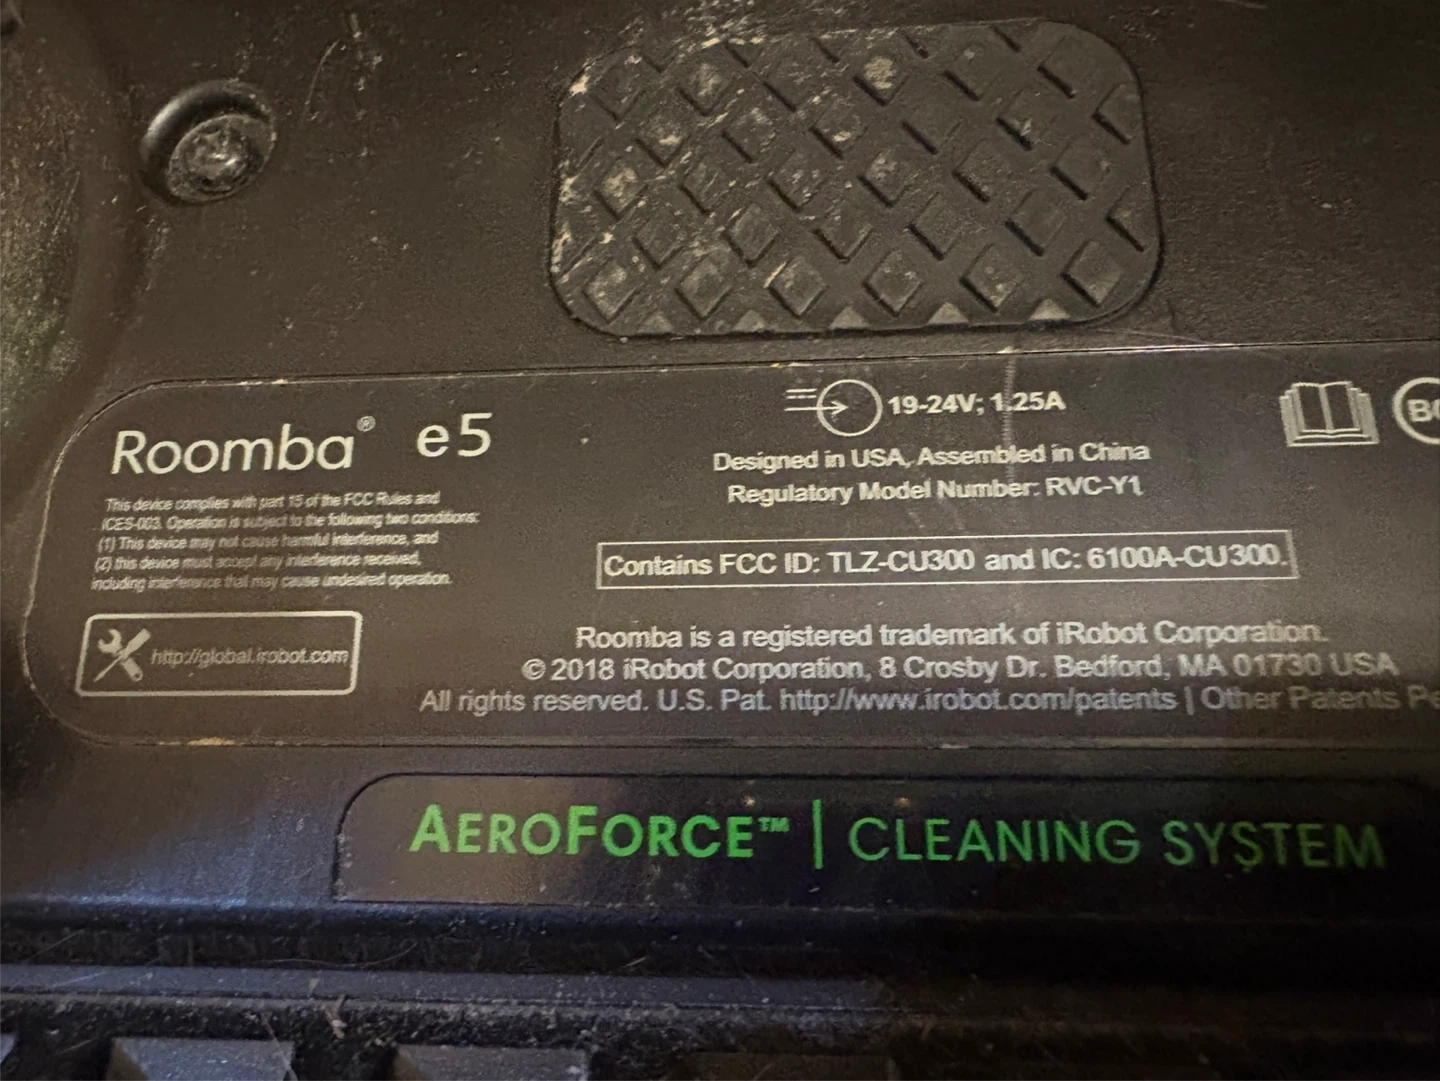 Roomba® e5
This device complies with part 15 of the FCC Rules and
ICES-003. Operation is subject to the following two conditions:
(1) This device may not cause harmful interference, and
(2) this device must accept any interference received,
including interference that may cause undesired operation.
http://global.irobot.com
19-24V; 1.25A
Designed in USA, Assembled in China
Regulatory Model Number: RVC-Y1
Contains FCC ID: TLZ-CU300 and IC: 6100A-CU300.
Roomba is a registered trademark of iRobot Corporation.
© 2018 iRobot Corporation, 8 Crosby Dr. Bedford, MA 01730 USA
All rights reserved. U.S. Pat. http://www.irobot.com/patents | Other Patents Pe
BC
AEROFORCE™ | CLEANING SYSTEM